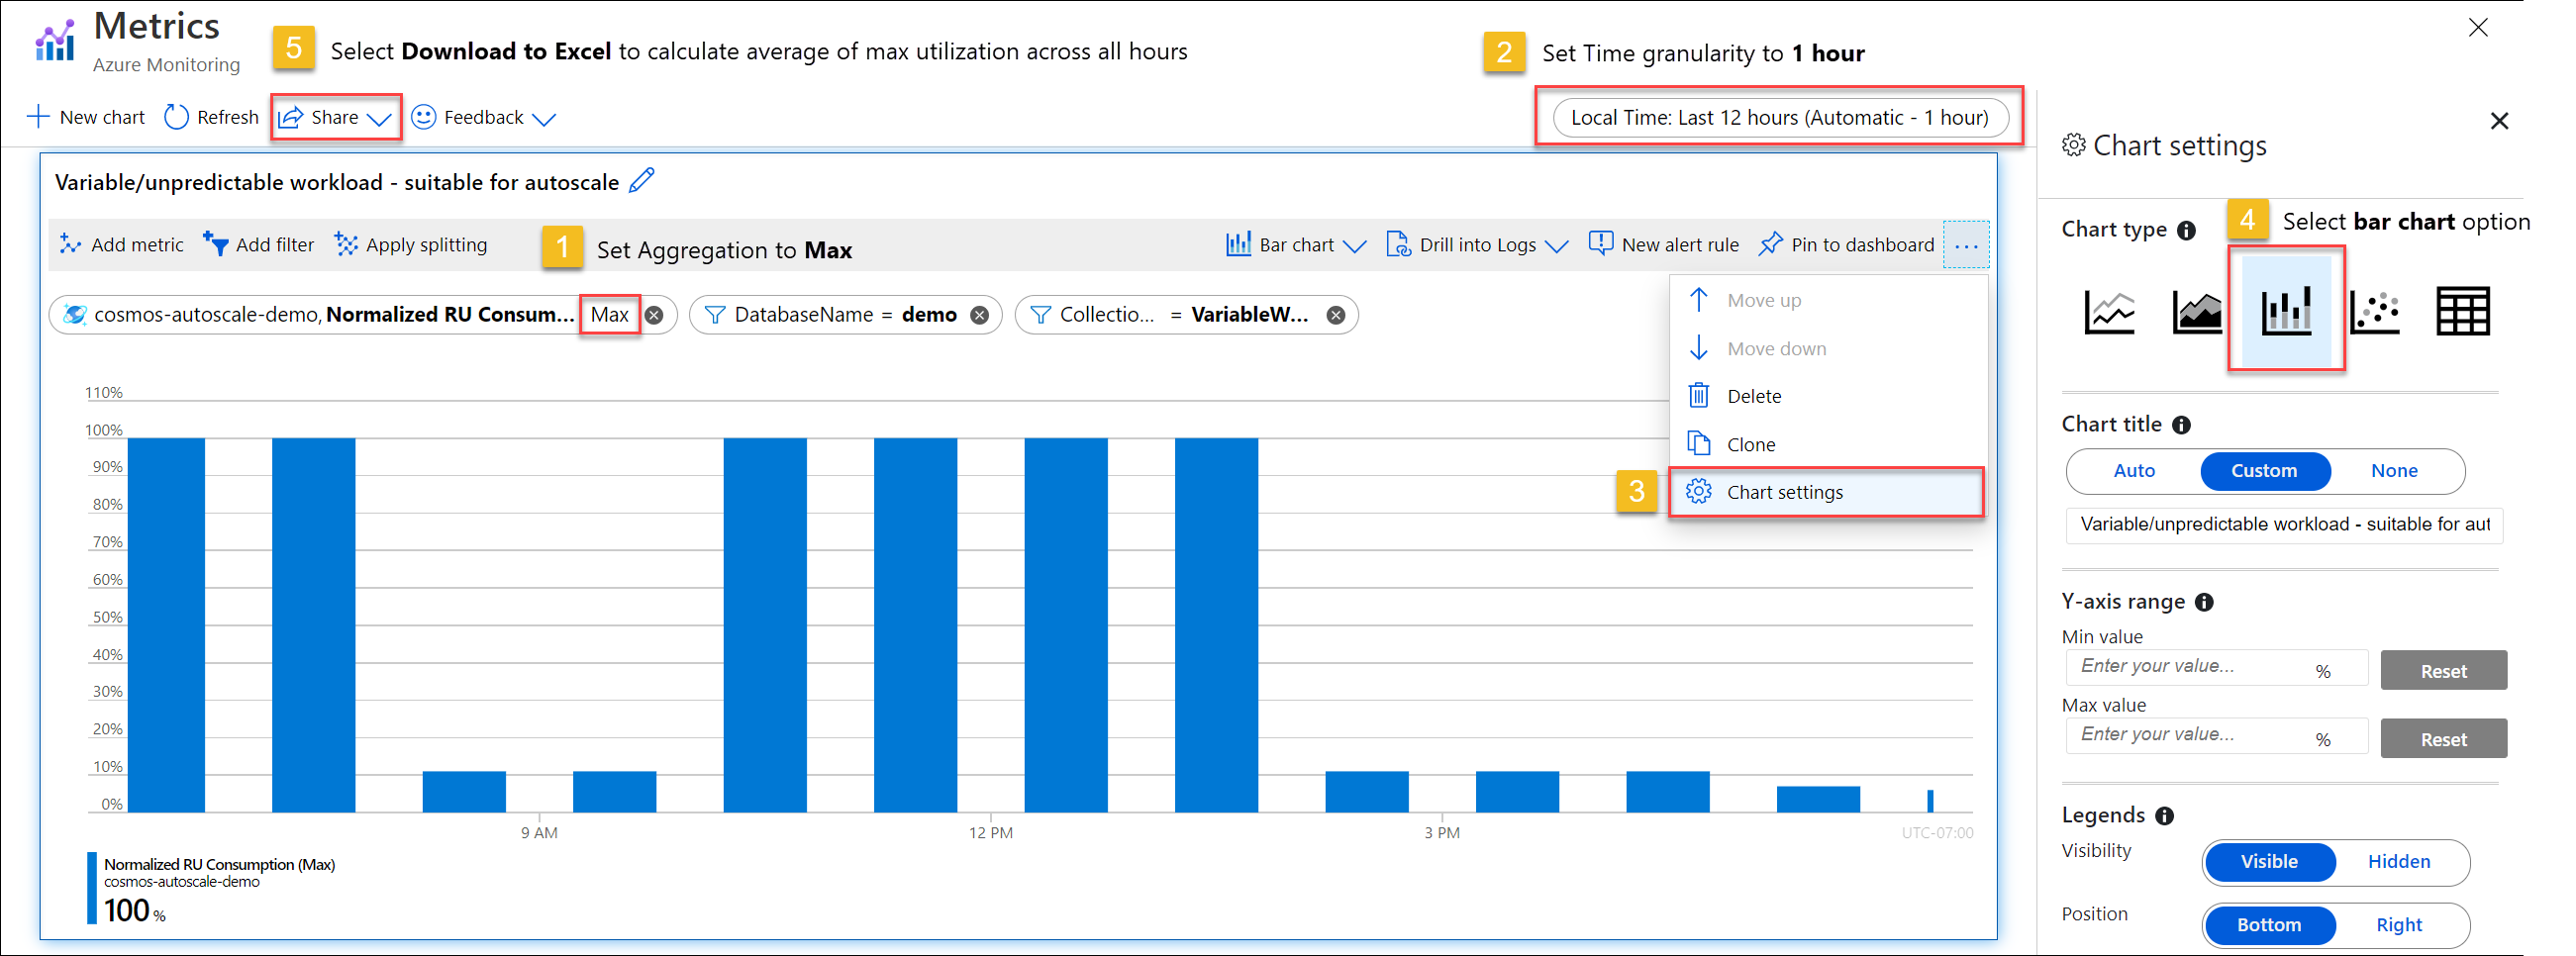 Metrics
Azure Monitoring
5 Select Download to Excel to calculate average of max utilization across all hours
2 Set Time granularity to 1 hour
New chart Refresh Share Feedback
Local Time: Last 12 hours (Automatic - 1 hour)
Variable/unpredictable workload - suitable for autoscale
Add metric Add filter Apply splitting
1 Set Aggregation to Max
Bar chart Drill into Logs New alert rule Pin to dashboard ...
cosmos-autoscale-demo, Normalized RU Consum... Max
DatabaseName = demo
Collectio... = VariableW...
Move up
Move down
Delete
Clone
3 Chart settings
110%
100%
90%
80%
70%
60%
50%
40%
30%
20%
10%
0%
9 AM 12 PM 3 PM UTC-07:00
Normalized RU Consumption (Max)
cosmos-autoscale-demo
100 %
Chart settings
Chart type
4 Select bar chart option
Chart title
Auto Custom None
Variable/unpredictable workload - suitable for aut
Y-axis range
Min value
Enter your value... % Reset
Max value
Enter your value... % Reset
Legends
Visibility Visible Hidden
Position Bottom Right